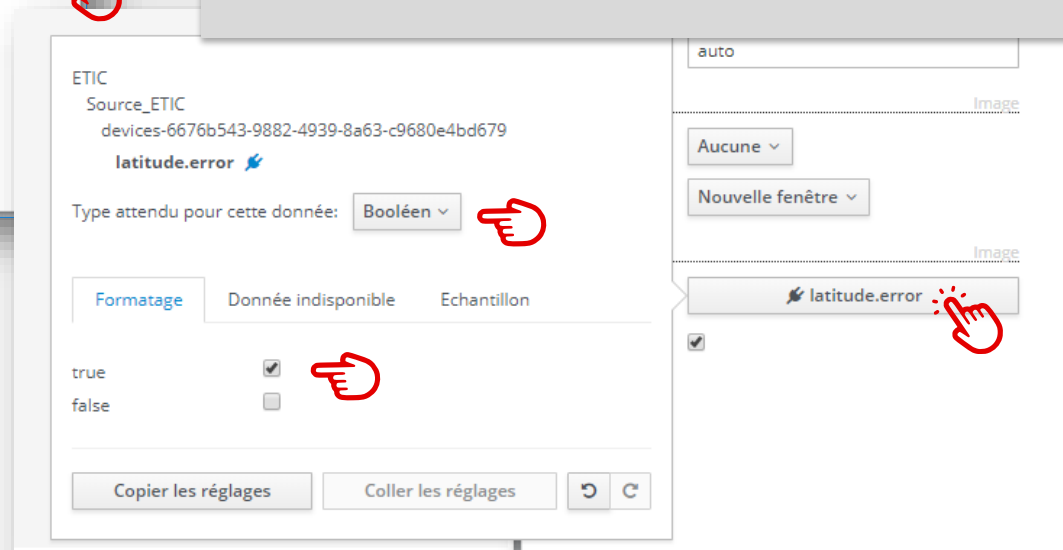 auto
ETIC
Source_ETIC
devices-6676b543-9882-4939-8a63-c9680e4bd679
latitude.error
Type attendu pour cette donnée: Booléen
Formatage Donnée indisponible Echantillon
true
false
Copier les réglages Coller les réglages
Image
Aucune
Nouvelle fenêtre
Image
latitude.error